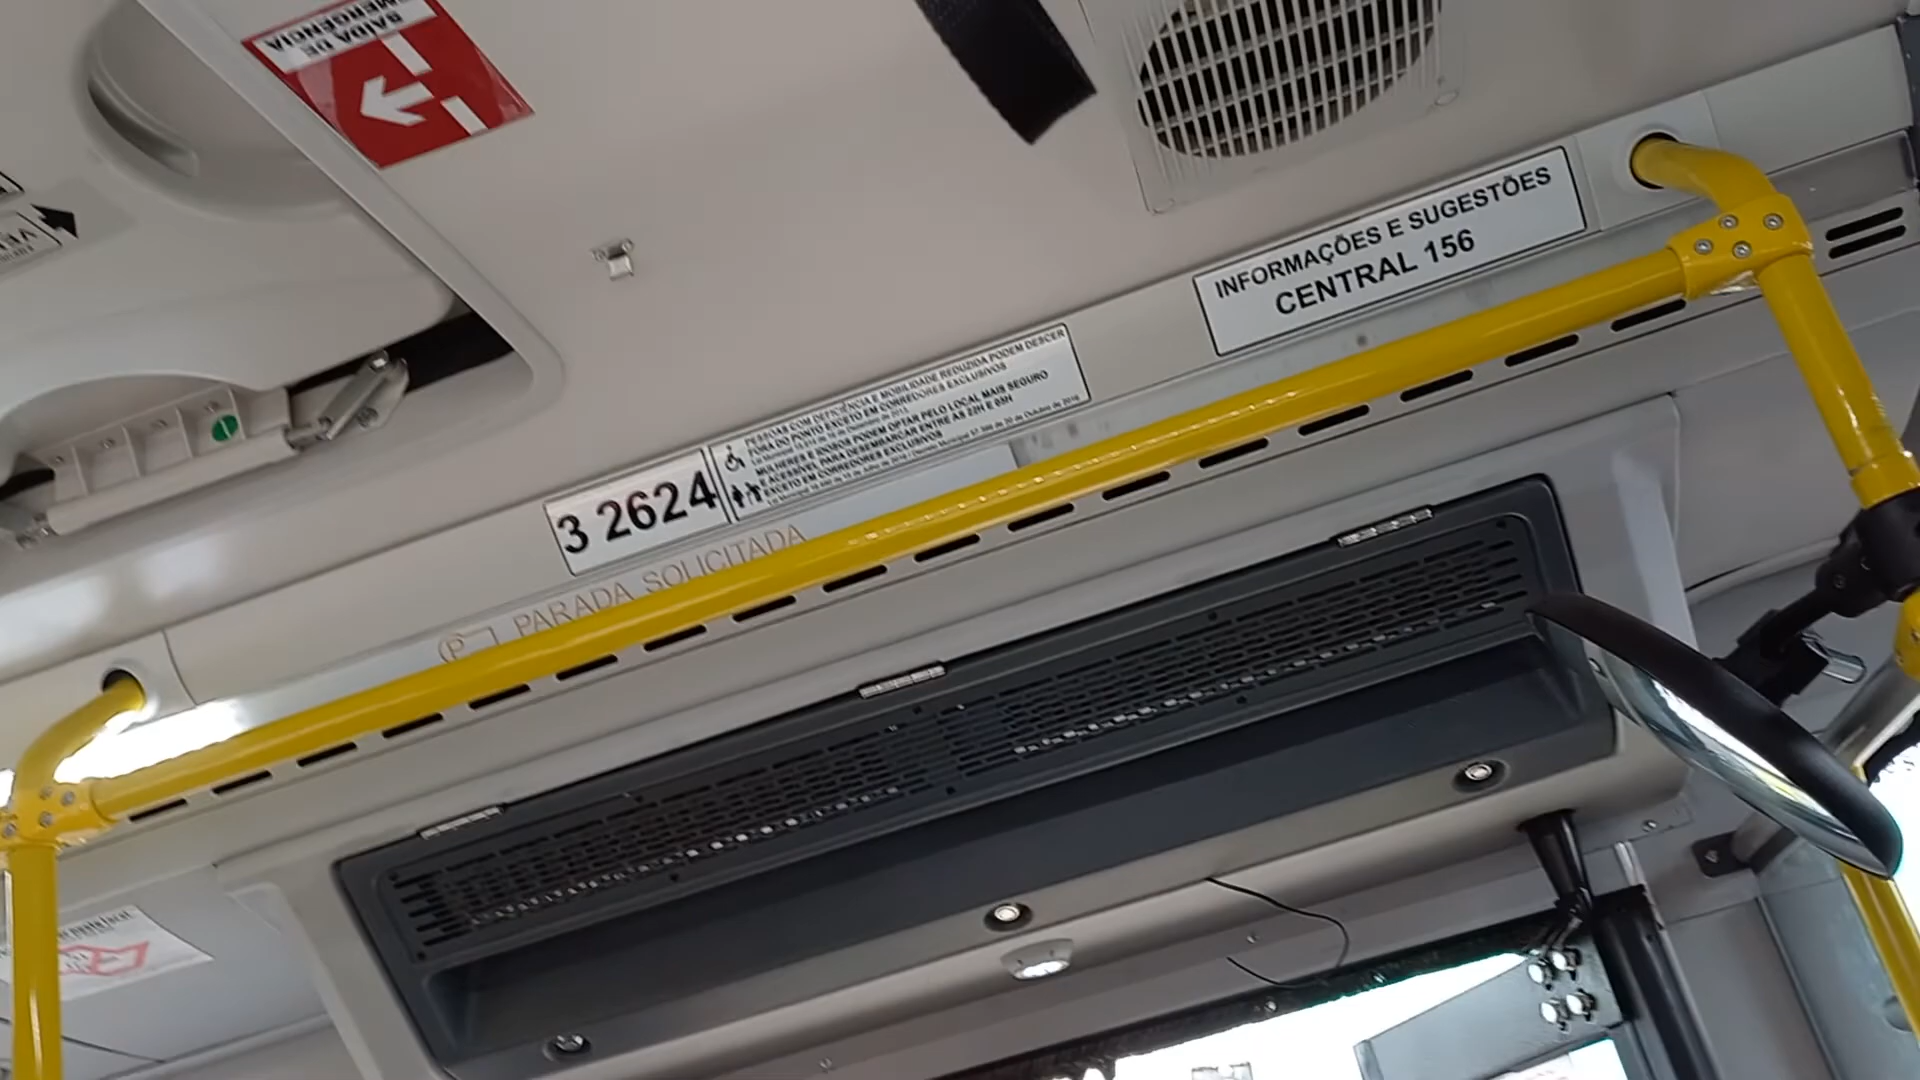 SAÍDA DE
EMERGÊNCIA
INFORMAÇÕES E SUGESTÕES
CENTRAL 156
3 2624
PESSOAS COM DEFICIÊNCIA E MOBILIDADE REDUZIDA PODEM DESCER
FORA DO PONTO EXCETO EM CORREDORES EXCLUSIVOS
MULHERES E IDOSOS PODEM OPTAR PELO LOCAL MAIS SEGURO
E ACESSÍVEL PARA DESEMBARCAR ENTRE AS 22H E 05H
EXCETO EM CORREDORES EXCLUSIVOS
P PARADA SOLICITADA